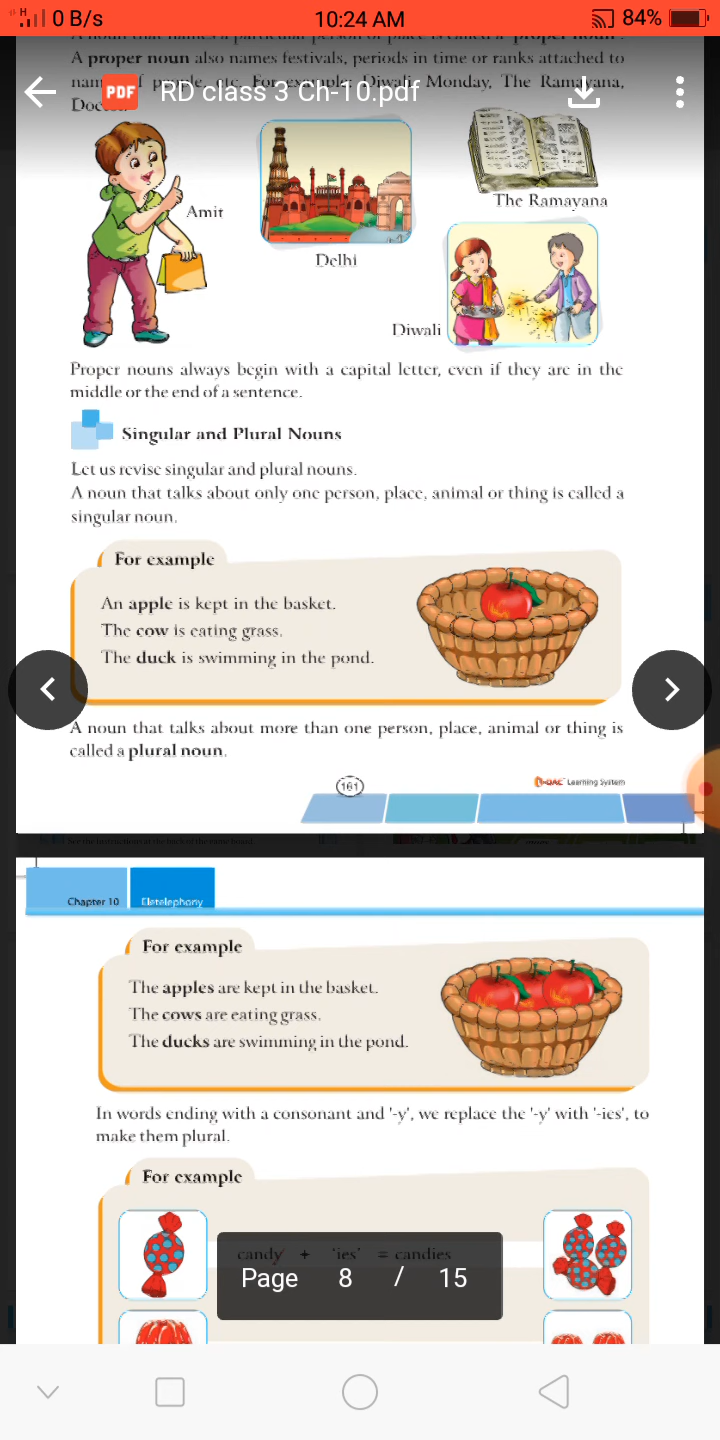 0 B/s 10:24 AM 84%
A proper noun also names festivals, periods in time or ranks attached to
Diwali, Monday, The Ramayana,
PDF RD class 3 Ch-10.pdf
Amit
The Ramayana
Delhi
Diwali
Proper nouns always begin with a capital letter, even if they are in the
middle or the end of a sentence.
Singular and Plural Nouns
Let us revise singular and plural nouns.
A noun that talks about only one person, place, animal or thing is called a
singular noun.
For example
An apple is kept in the basket.
The cow is eating grass.
The duck is swimming in the pond.
A noun that talks about more than one person, place, animal or thing is
called a plural noun.
161
Learning System
Chapter 10 Eletelephony
For example
The apples are kept in the basket.
The cows are eating grass.
The ducks are swimming in the pond.
In words ending with a consonant and '-y', we replace the '-y' with '-ies', to
make them plural.
For example
candy + 'ies' = candies
Page 8 / 15